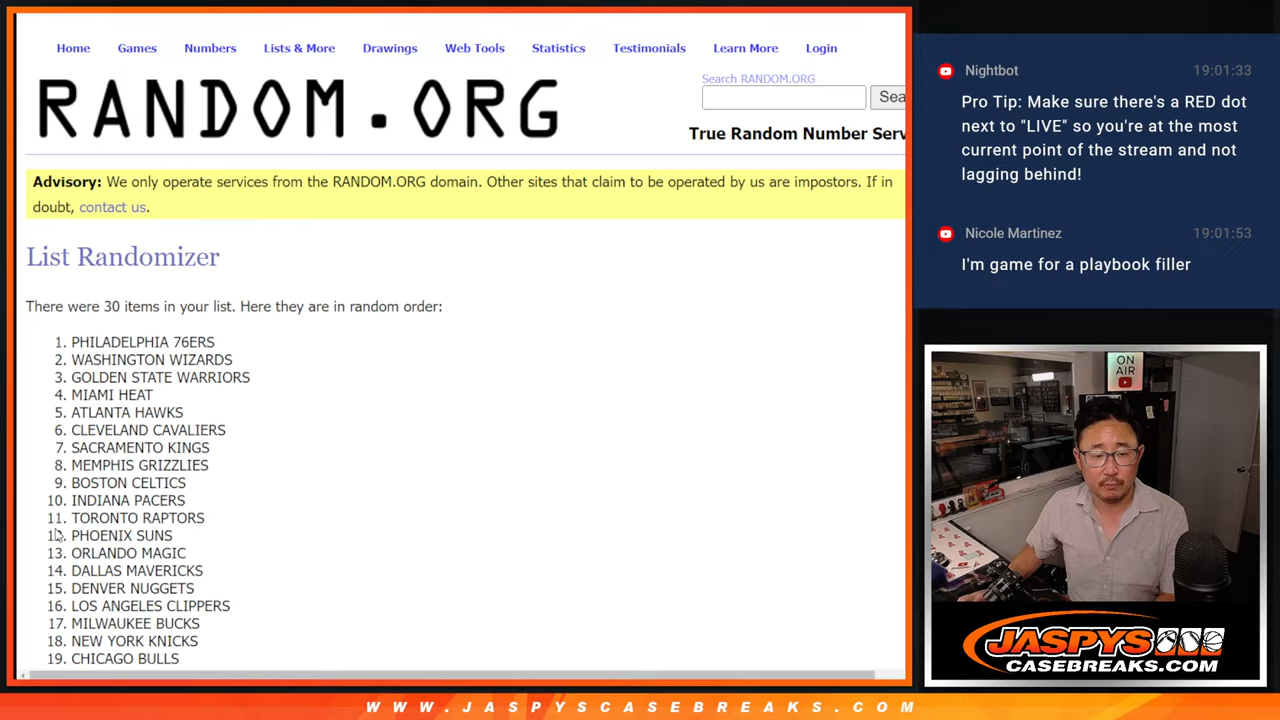 Home Games Numbers Lists & More Drawings Web Tools Statistics Testimonials Learn More Login
RANDOM.ORG
Search RANDOM.ORG
Sea
True Random Number Serv
Advisory: We only operate services from the RANDOM.ORG domain. Other sites that claim to be operated by us are impostors. If in
doubt, contact us.
List Randomizer
There were 30 items in your list. Here they are in random order:
1. PHILADELPHIA 76ERS
2. WASHINGTON WIZARDS
3. GOLDEN STATE WARRIORS
4. MIAMI HEAT
5. ATLANTA HAWKS
6. CLEVELAND CAVALIERS
7. SACRAMENTO KINGS
8. MEMPHIS GRIZZLIES
9. BOSTON CELTICS
10. INDIANA PACERS
11. TORONTO RAPTORS
12. PHOENIX SUNS
13. ORLANDO MAGIC
14. DALLAS MAVERICKS
15. DENVER NUGGETS
16. LOS ANGELES CLIPPERS
17. MILWAUKEE BUCKS
18. NEW YORK KNICKS
19. CHICAGO BULLS
Nightbot 19:01:33
Pro Tip: Make sure there's a RED dot
next to "LIVE" so you're at the most
current point of the stream and not
lagging behind!
Nicole Martinez 19:01:53
I'm game for a playbook filler
ON
AIR
JASPYS
CASEBREAKS.COM
WWW.JASPYSCASEBREAKS.COM